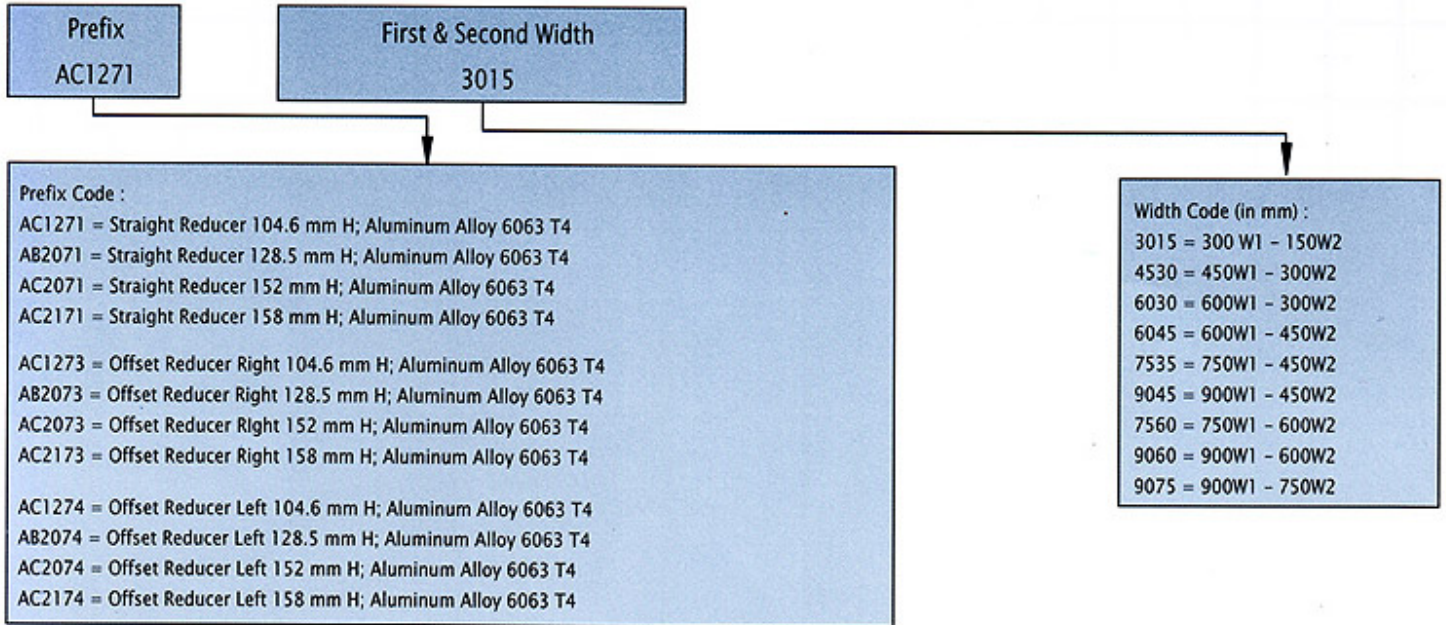 Prefix
AC1271
First & Second Width
3015
Prefix Code :
AC1271 = Straight Reducer 104.6 mm H; Aluminum Alloy 6063 T4
AB2071 = Straight Reducer 128.5 mm H; Aluminum Alloy 6063 T4
AC2071 = Straight Reducer 152 mm H; Aluminum Alloy 6063 T4
AC2171 = Straight Reducer 158 mm H; Aluminum Alloy 6063 T4
AC1273 = Offset Reducer Right 104.6 mm H; Aluminum Alloy 6063 T4
AB2073 = Offset Reducer Right 128.5 mm H; Aluminum Alloy 6063 T4
AC2073 = Offset Reducer RIght 152 mm H; Aluminum Alloy 6063 T4
AC2173 = Offset Reducer Right 158 mm H; Aluminum Alloy 6063 T4
AC1274 = Offset Reducer Left 104.6 mm H; Aluminum Alloy 6063 T4
AB2074 = Offset Reducer Left 128.5 mm H; Aluminum Alloy 6063 T4
AC2074 = Offset Reducer Left 152 mm H; Aluminum Alloy 6063 T4
AC2174 = Offset Reducer Left 158 mm H; Aluminum Alloy 6063 T4
Width Code (in mm) :
3015 = 300 W1 – 150W2
4530 = 450W1 – 300W2
6030 = 600W1 – 300W2
6045 = 600W1 – 450W2
7535 = 750W1 – 450W2
9045 = 900W1 – 450W2
7560 = 750W1 – 600W2
9060 = 900W1 – 600W2
9075 = 900W1 – 750W2